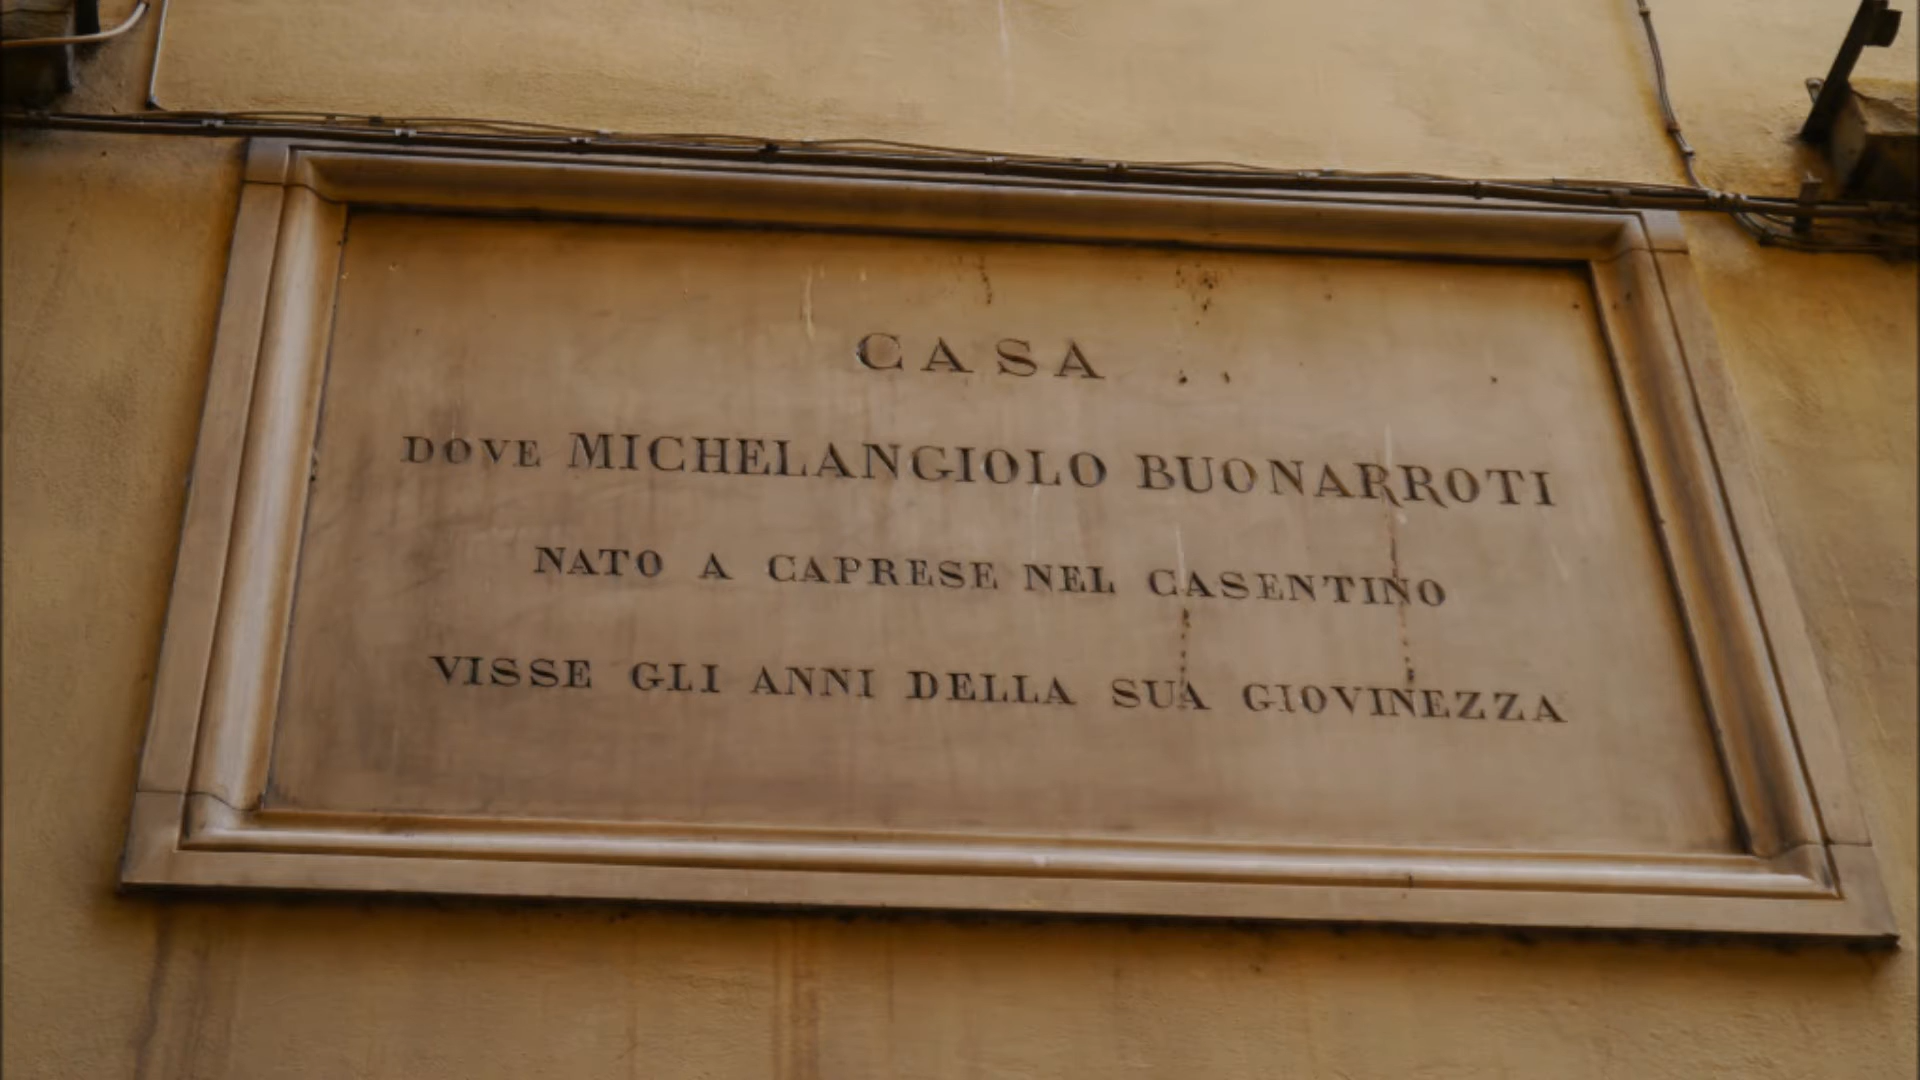 CASA
DOVE MICHELANGIOLO BUONARROTI
NATO A CAPRESE NEL CASENTINO
VISSE GLI ANNI DELLA SUA GIOVINEZZA